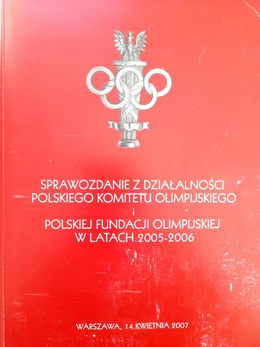 SPRAWOZDANIE Z DZIAŁALNOŚCI
POLSKIEGO KOMITETU OLIMPIJSKIEGO
i
POLSKIEJ FUNDACJI OLIMPIJSKIEJ
W LATACH 2005-2006
WARSZAWA, 14 KWIETNIA 2007